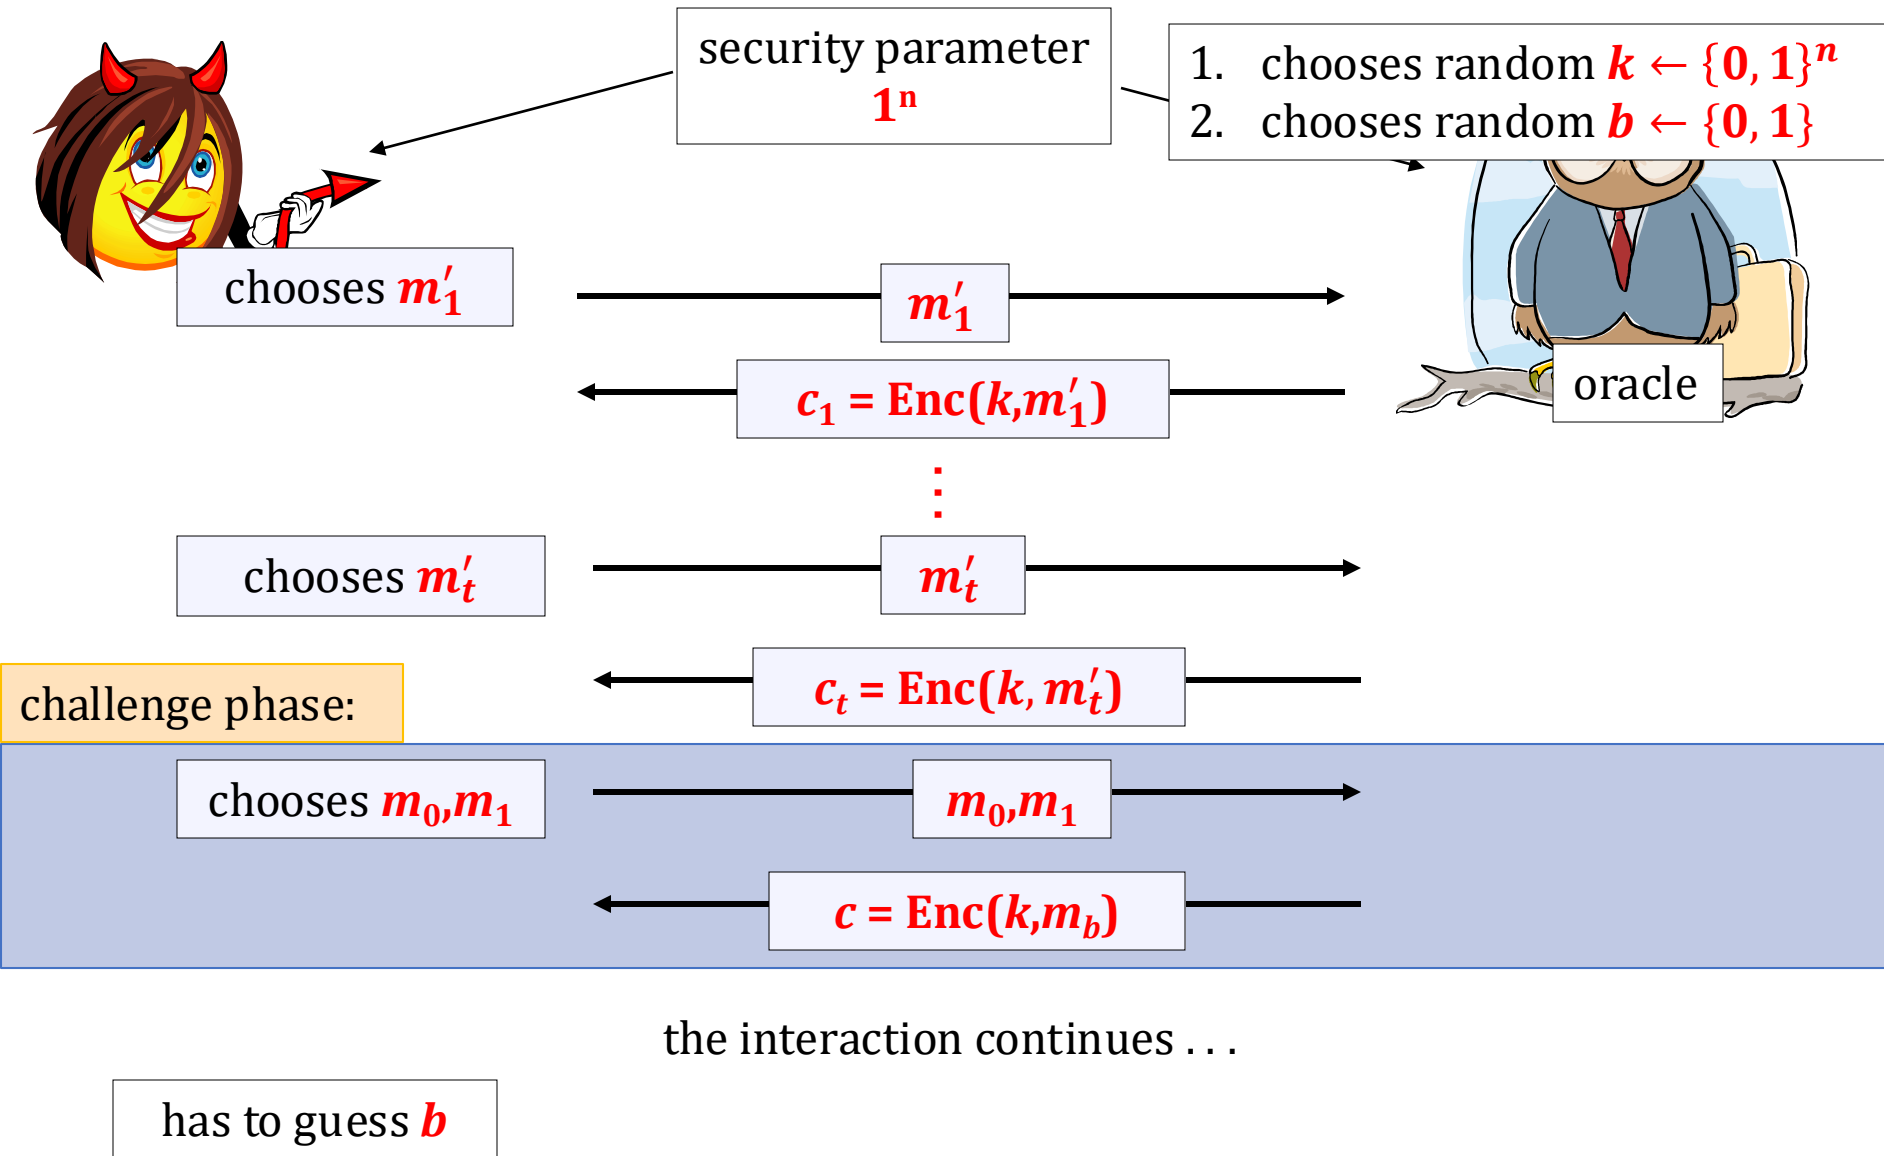 security parameter
1ⁿ
1. chooses random k ← {0, 1}ⁿ
2. chooses random b ← {0, 1}
chooses m′₁
m′₁
c₁ = Enc(k,m′₁)
oracle
⋮
chooses m′ₜ
m′ₜ
cₜ = Enc(k, m′ₜ)
challenge phase:
chooses m₀,m₁
m₀,m₁
c = Enc(k,m_b)
the interaction continues . . .
has to guess b